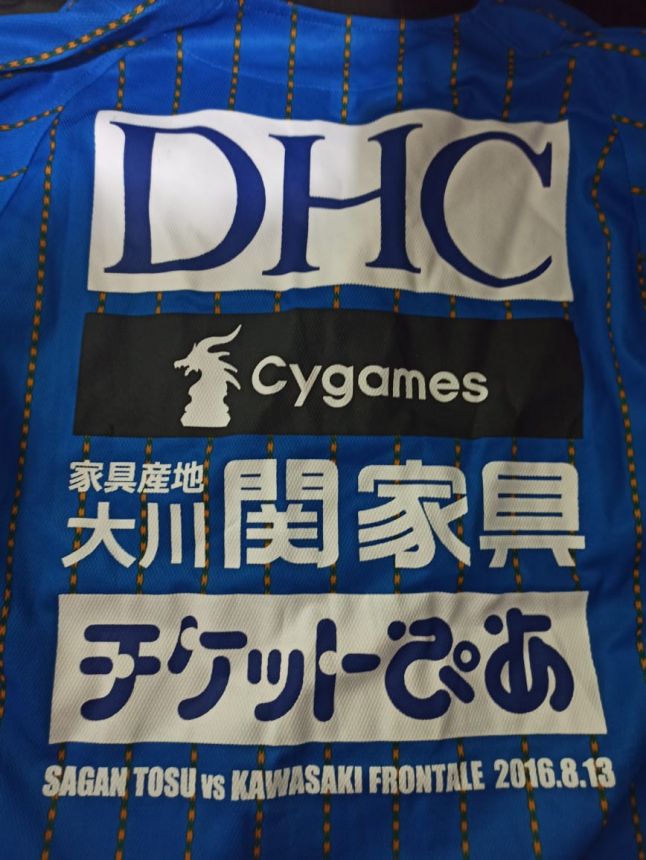 DHC
Cygames
家具産地
大川 関家具
チケットぴあ
SAGAN TOSU VS KAWASAKI FRONTALE 2016.8.13